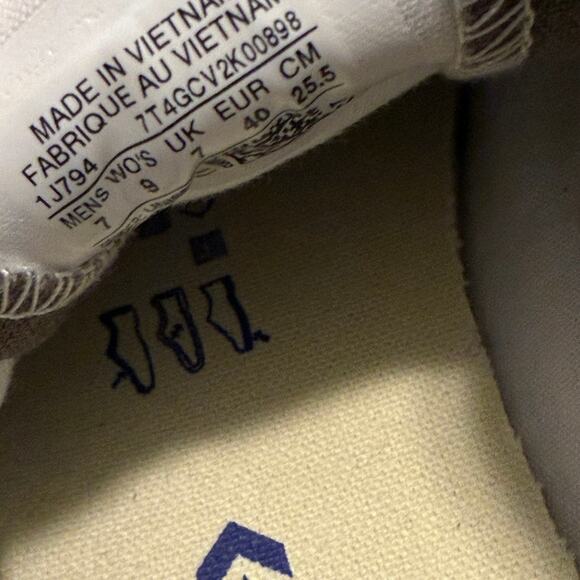 MADE IN VIETNAM
FABRIQUE AU VIETNAM
1J794 7T4GCV2K00898
MENS WO'S UK EUR CM
7 9 7 40 25.5